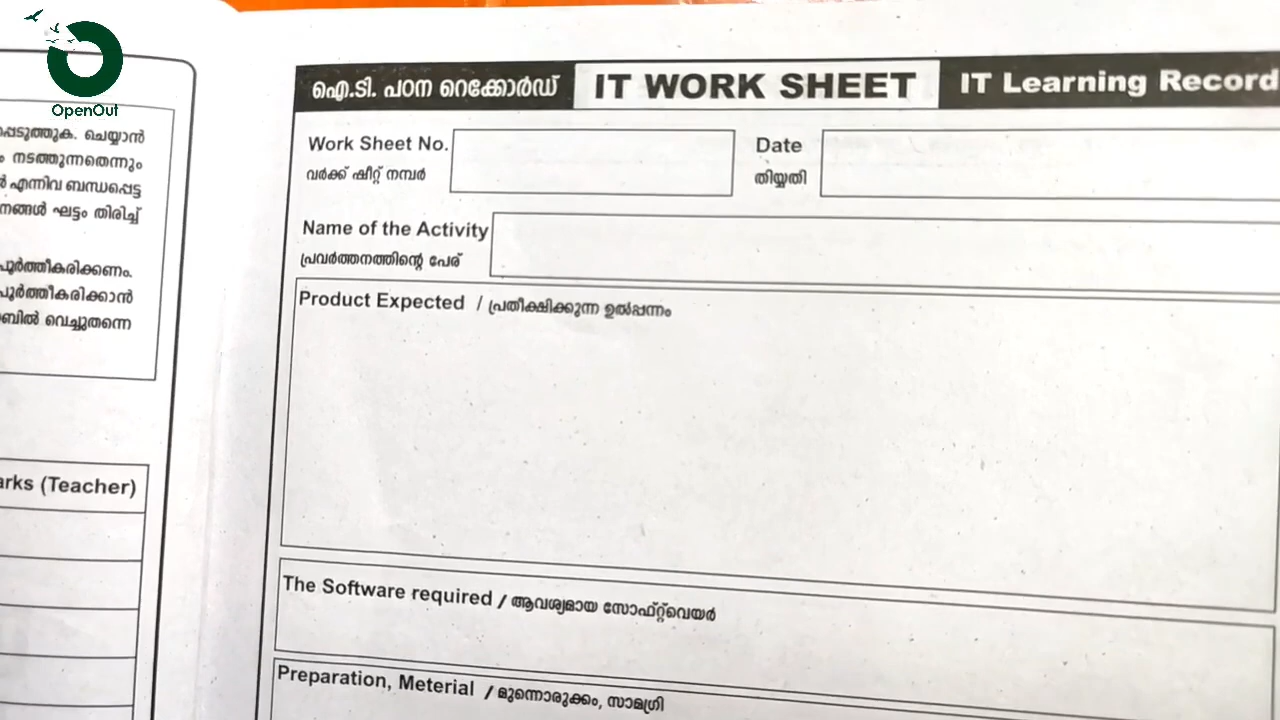 OpenOut
ചെയ്യാൻ
നടത്തുന്നതെന്നും
എന്നിവ ബന്ധപ്പെട്ട
ഘട്ടം തിരിച്ച്
പൂർത്തീകരിക്കണം.
പൂർത്തീകരിക്കാൻ
വെച്ചുതന്നെ
(Teacher)
ഐ.ടി. പഠന റെക്കോർഡ് IT WORK SHEET IT Learning Record
Work Sheet No. Date
വർക്ക് ഷീറ്റ് നമ്പർ തിയ്യതി
Name of the Activity
പ്രവർത്തനത്തിന്റെ പേര്
Product Expected / പ്രതീക്ഷിക്കുന്ന ഉൽപ്പന്നം
The Software required / ആവശ്യമായ സോഫ്റ്റ്‌വെയർ
Preparation, Meterial / മുന്നൊരുക്കം, സാമഗ്രി